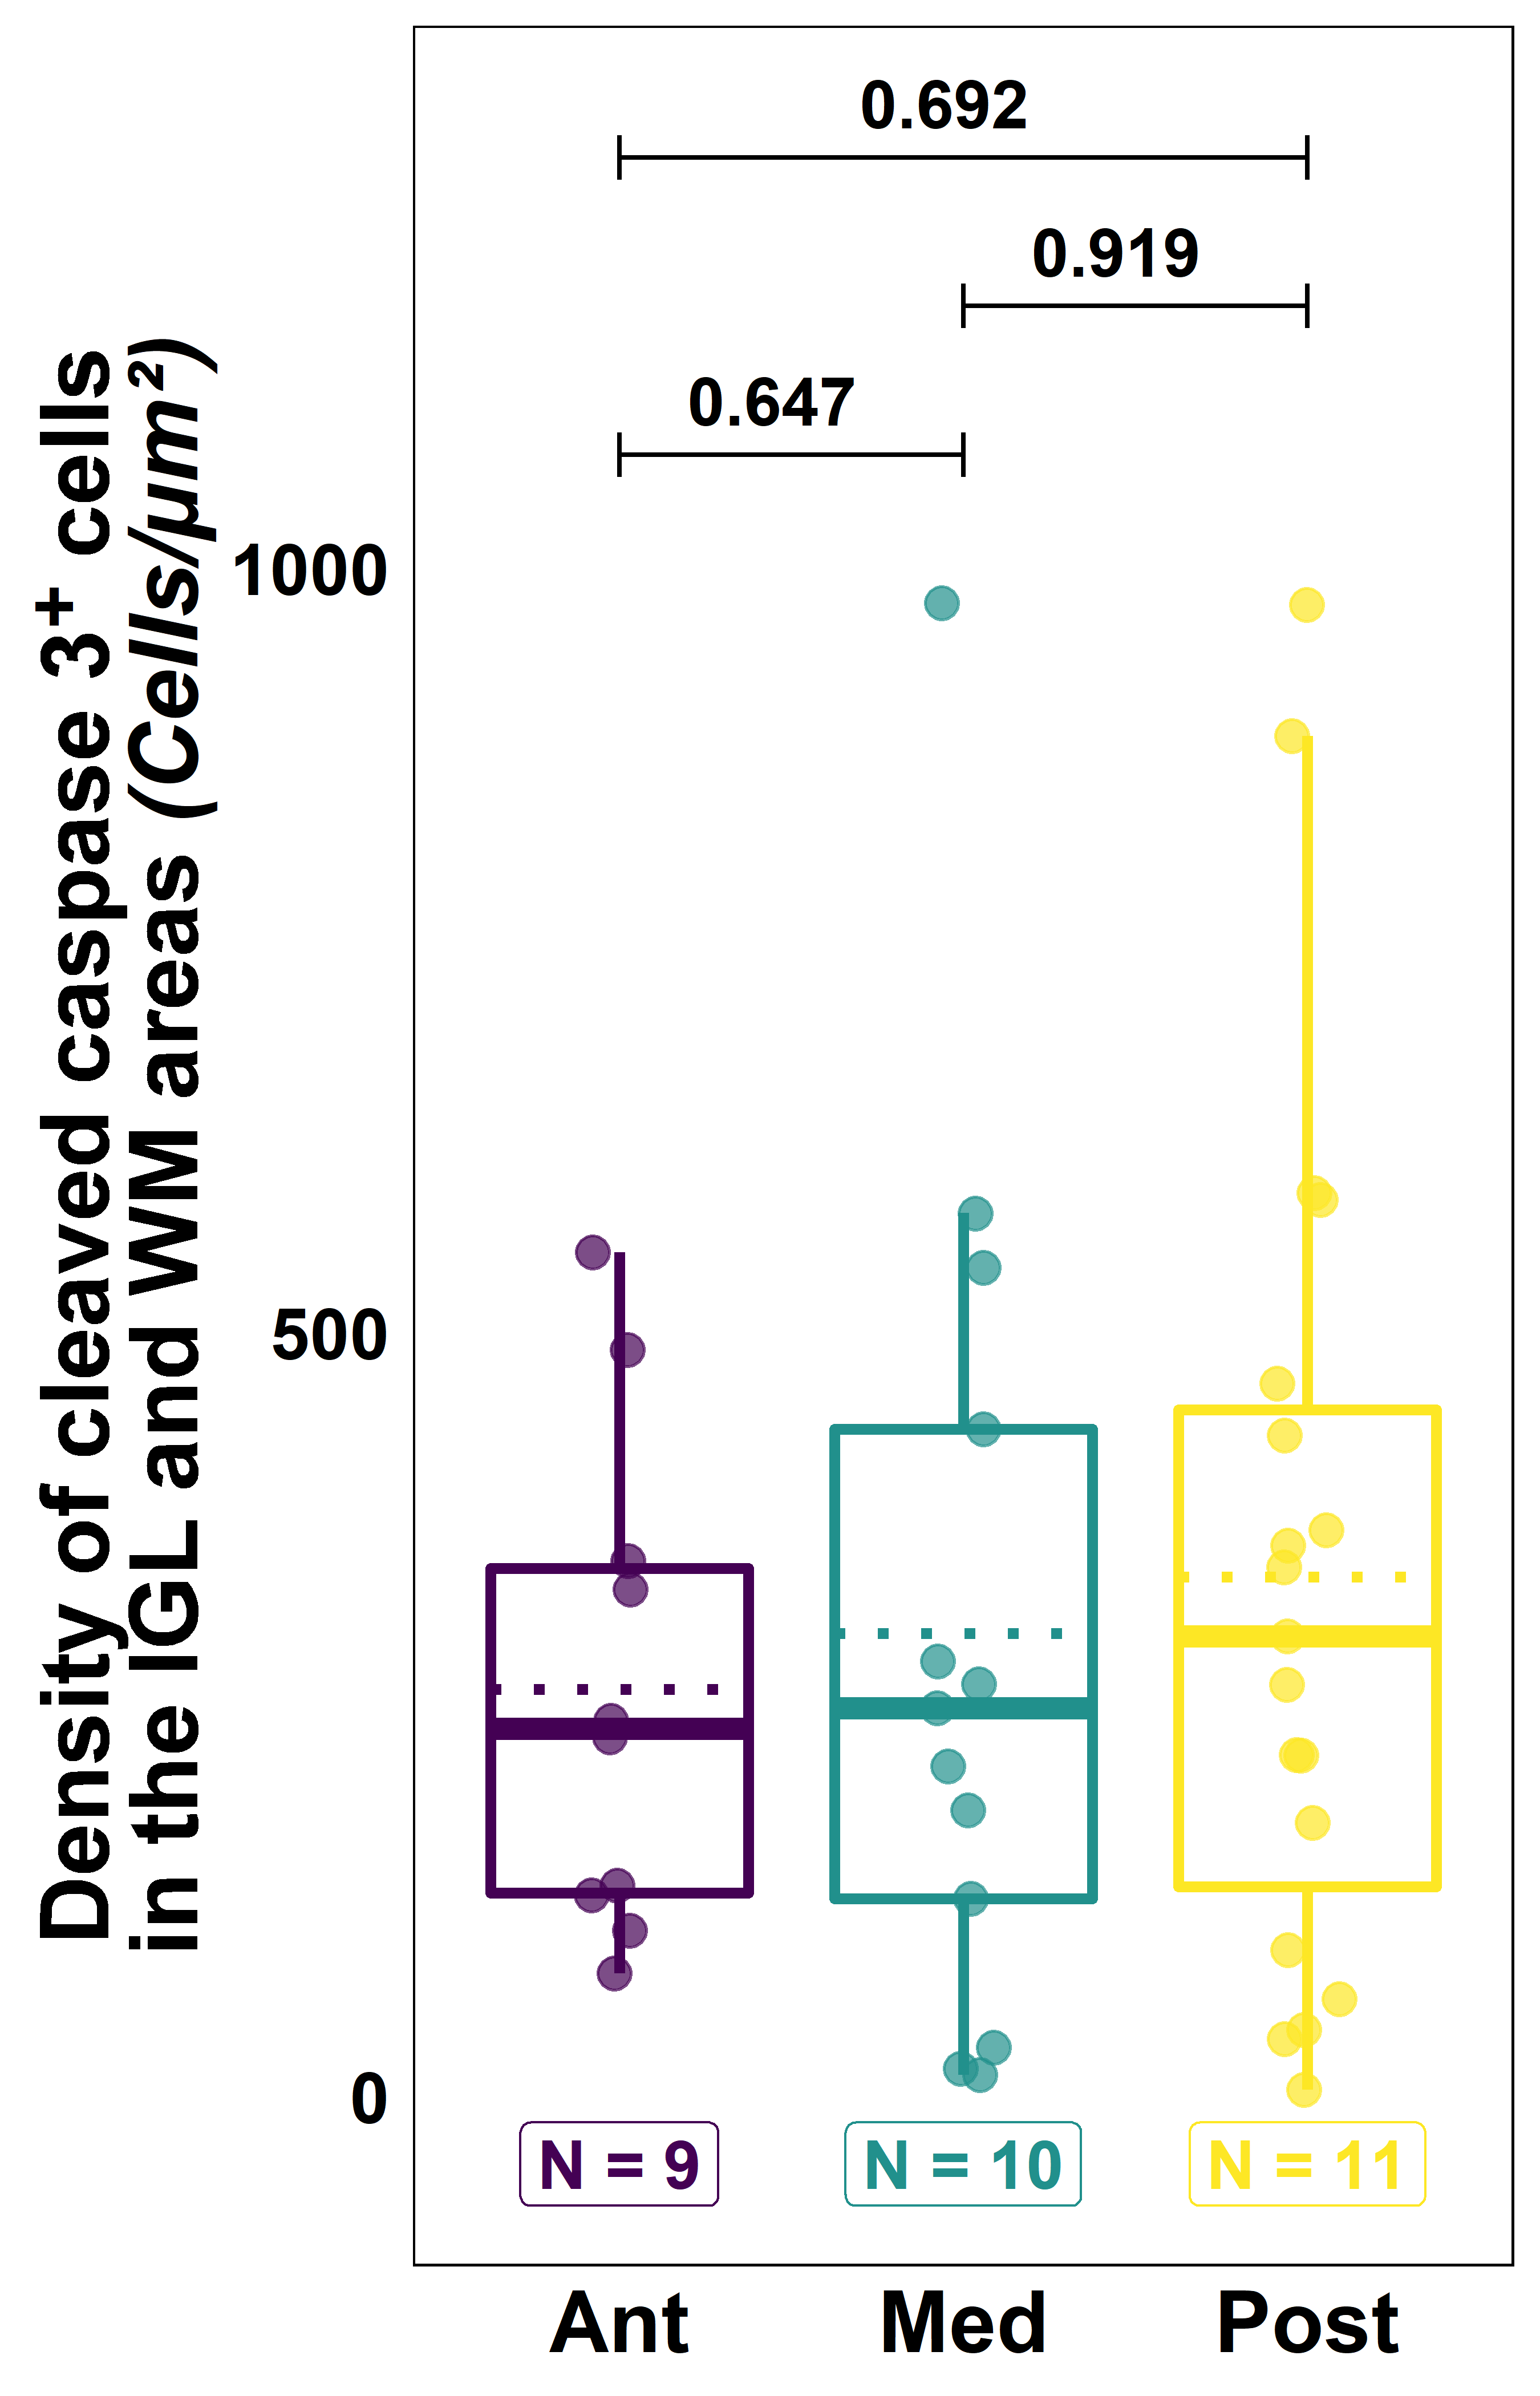 Density of cleaved caspase 3⁺ cells
in the IGL and WM areas (Cells/µm²)
0.692
0.919
0.647
1000
500
0
N = 9
N = 10
N = 11
Ant
Med
Post